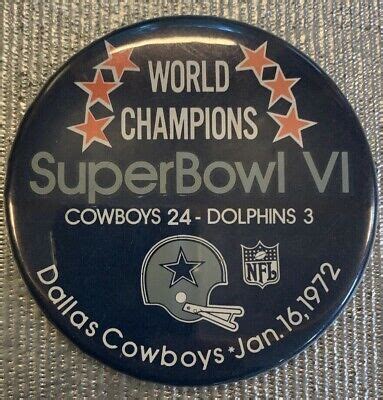 WORLD
CHAMPIONS
SuperBowl VI
COWBOYS 24 - DOLPHINS 3
NFL
Dallas Cowboys * Jan. 16, 1972